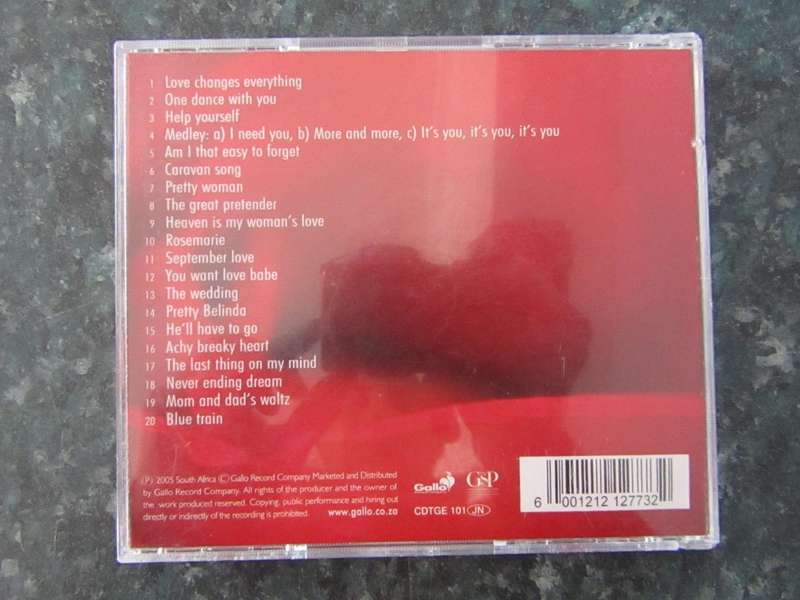 1 Love changes everything
2 One dance with you
3 Help yourself
4 Medley: a) I need you, b) More and more, c) It's you, it's you, it's you
5 Am I that easy to forget
6 Caravan song
7 Pretty woman
8 The great pretender
9 Heaven is my woman's love
10 Rosemarie
11 September love
12 You want love babe
13 The wedding
14 Pretty Belinda
15 He'll have to go
16 Achy breaky heart
17 The last thing on my mind
18 Never ending dream
19 Mom and dad's waltz
20 Blue train
(P) 2005 South Africa © Gallo Record Company Marketed and Distributed
by Gallo Record Company. All rights of the producer and the owner of
the work produced reserved. Copying, public performance and hiring out
directly or indirectly of the recording is prohibited.
www.gallo.co.za
Gallo
GSP
CDTGE 101 JN
6 001212 127732